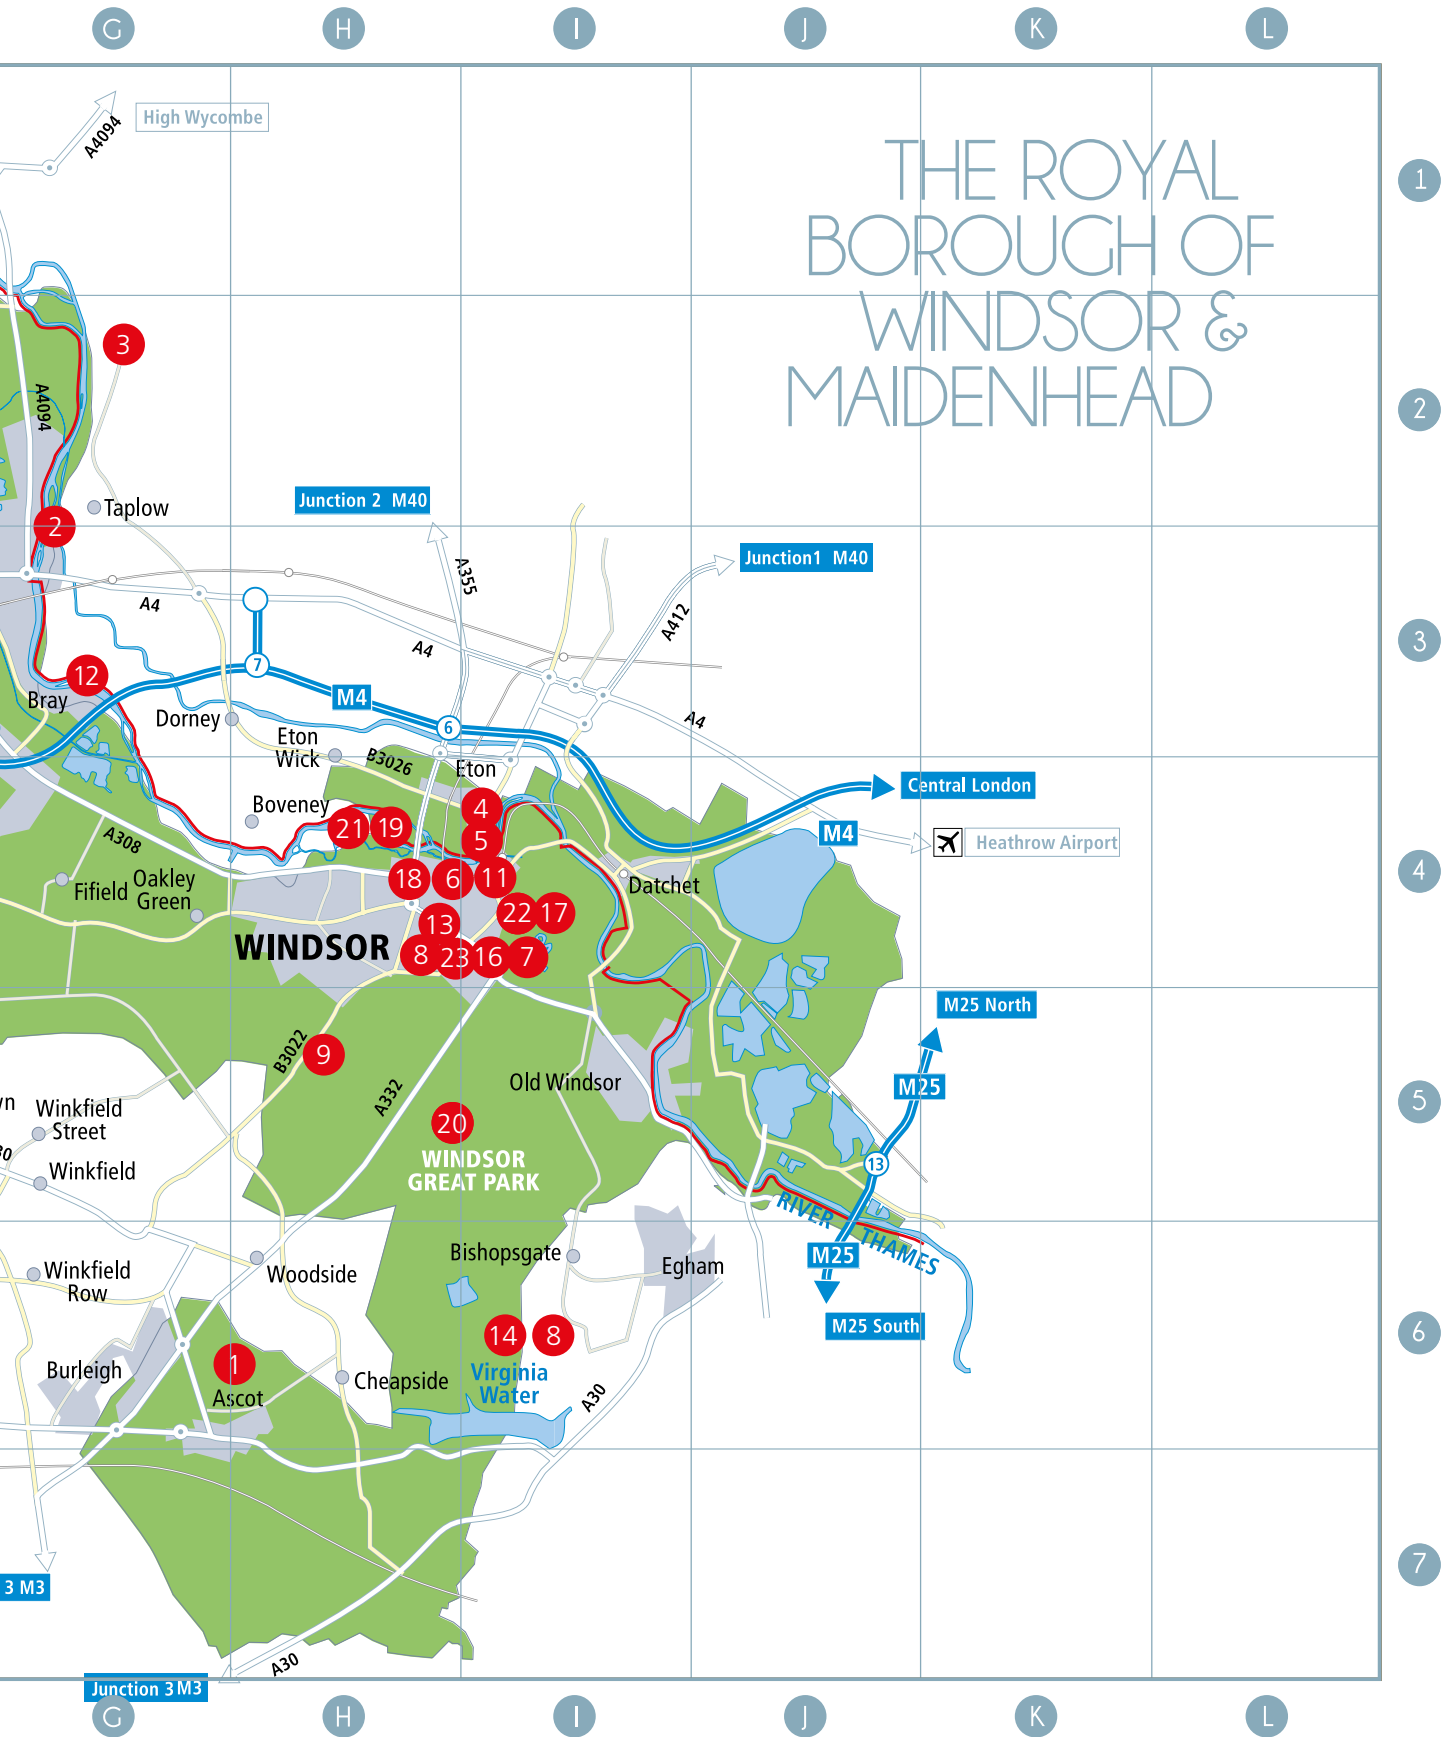 G H I J K L
High Wycombe
A4094
THE ROYAL
BOROUGH OF
WINDSOR &
MAIDENHEAD
1
3
A4094
2
Taplow
Junction 2 M40
2
Junction1 M40
A355
A4
A412
A4
3
7
12
Bray
M4
Dorney
6
A4
Eton
Wick
B3026
Eton
Central London
Boveney
4
21
19
5
M4
Heathrow Airport
A308
4
18
6
11
Datchet
Fifield
Oakley
Green
22
17
13
WINDSOR
8
23
16
7
M25 North
B3022
9
Old Windsor
M25
A332
5
Winkfield
Street
20
WINDSOR
GREAT PARK
13
Winkfield
RIVER THAMES
M25
Bishopsgate
Egham
Winkfield
Row
Woodside
M25 South
14
8
6
1
Burleigh
Ascot
Cheapside
Virginia
Water
A30
7
3 M3
A30
Junction 3 M3
G H I J K L